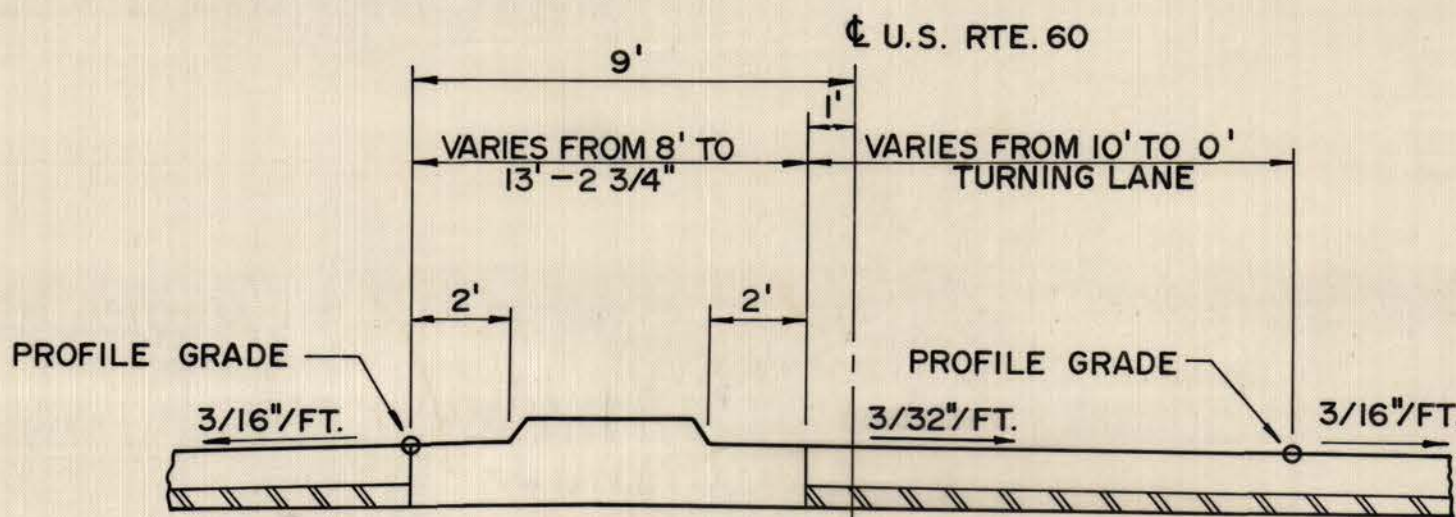 ℄ U.S. RTE. 60
9'
1'
VARIES FROM 8' TO
13'-2 3/4"
VARIES FROM 10' TO 0'
TURNING LANE
2'
2'
PROFILE GRADE
PROFILE GRADE
3/16"/FT.
3/32"/FT.
3/16"/FT.